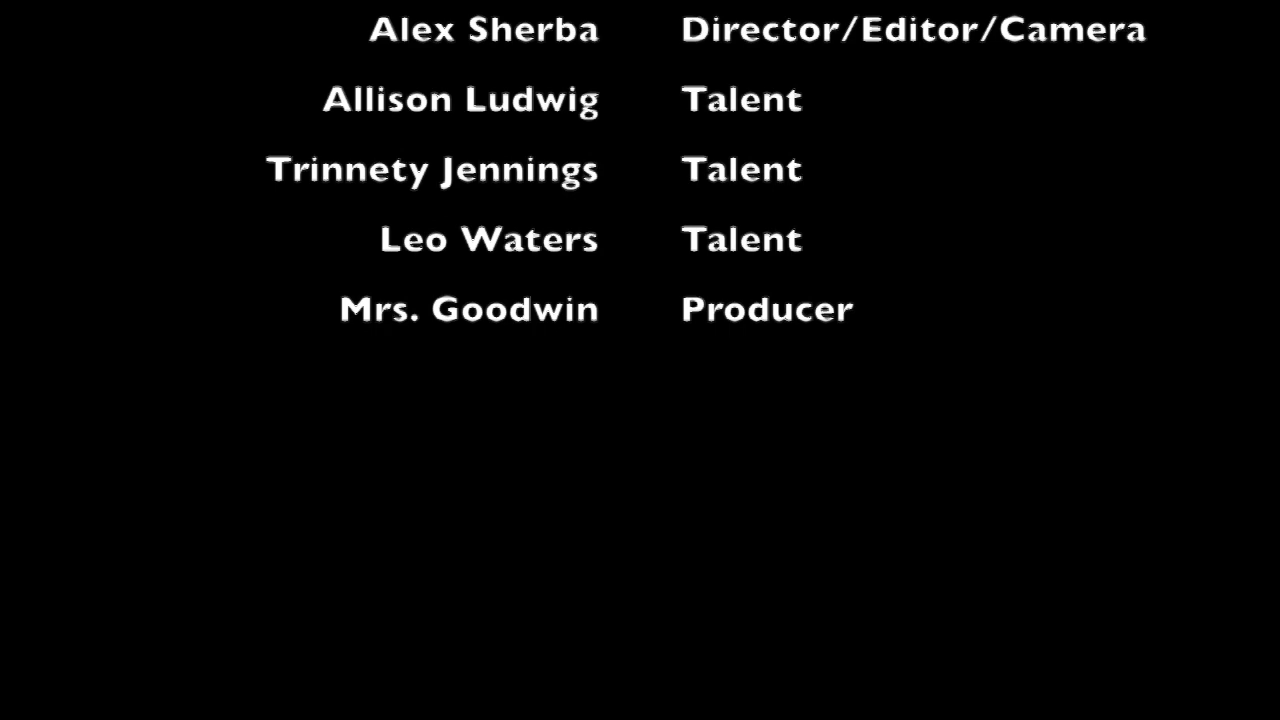 Alex Sherba Director/Editor/Camera
Allison Ludwig Talent
Trinnety Jennings Talent
Leo Waters Talent
Mrs. Goodwin Producer